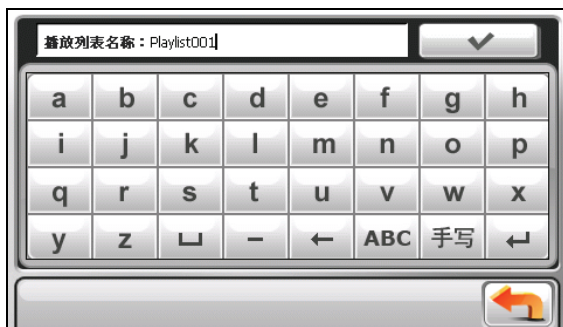 播放列表名称：Playlist001
a b c d e f g h
i j k l m n o p
q r s t u v w x
y z ABC 手写